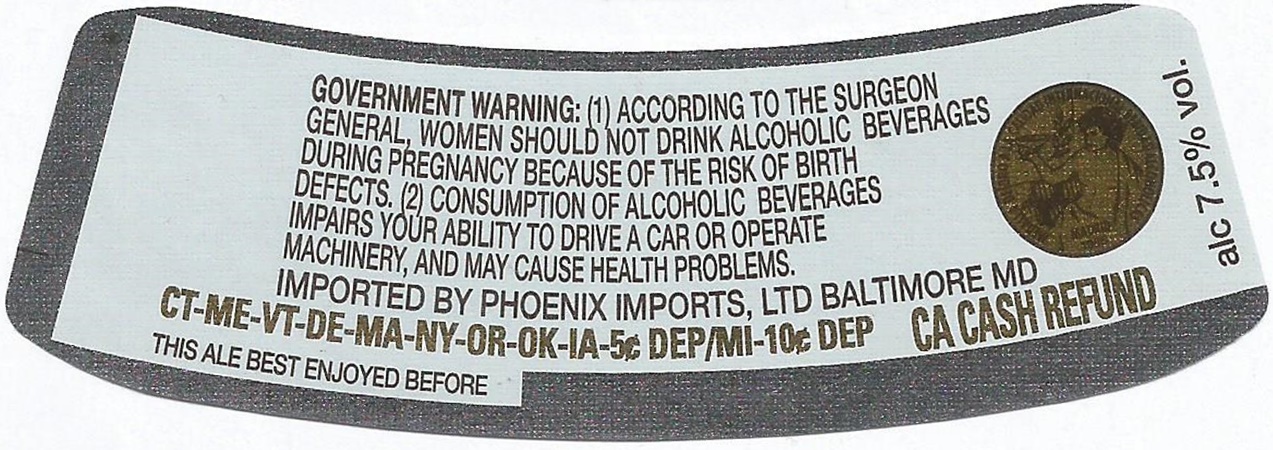 GOVERNMENT WARNING: (1) ACCORDING TO THE SURGEON
GENERAL, WOMEN SHOULD NOT DRINK ALCOHOLIC BEVERAGES
DURING PREGNANCY BECAUSE OF THE RISK OF BIRTH
DEFECTS. (2) CONSUMPTION OF ALCOHOLIC BEVERAGES
IMPAIRS YOUR ABILITY TO DRIVE A CAR OR OPERATE
MACHINERY, AND MAY CAUSE HEALTH PROBLEMS.
IMPORTED BY PHOENIX IMPORTS, LTD BALTIMORE MD
CT-ME-VT-DE-MA-NY-OR-OK-IA-5¢ DEP/MI-10¢ DEP CA CASH REFUND
THIS ALE BEST ENJOYED BEFORE
alc 7.5% vol.